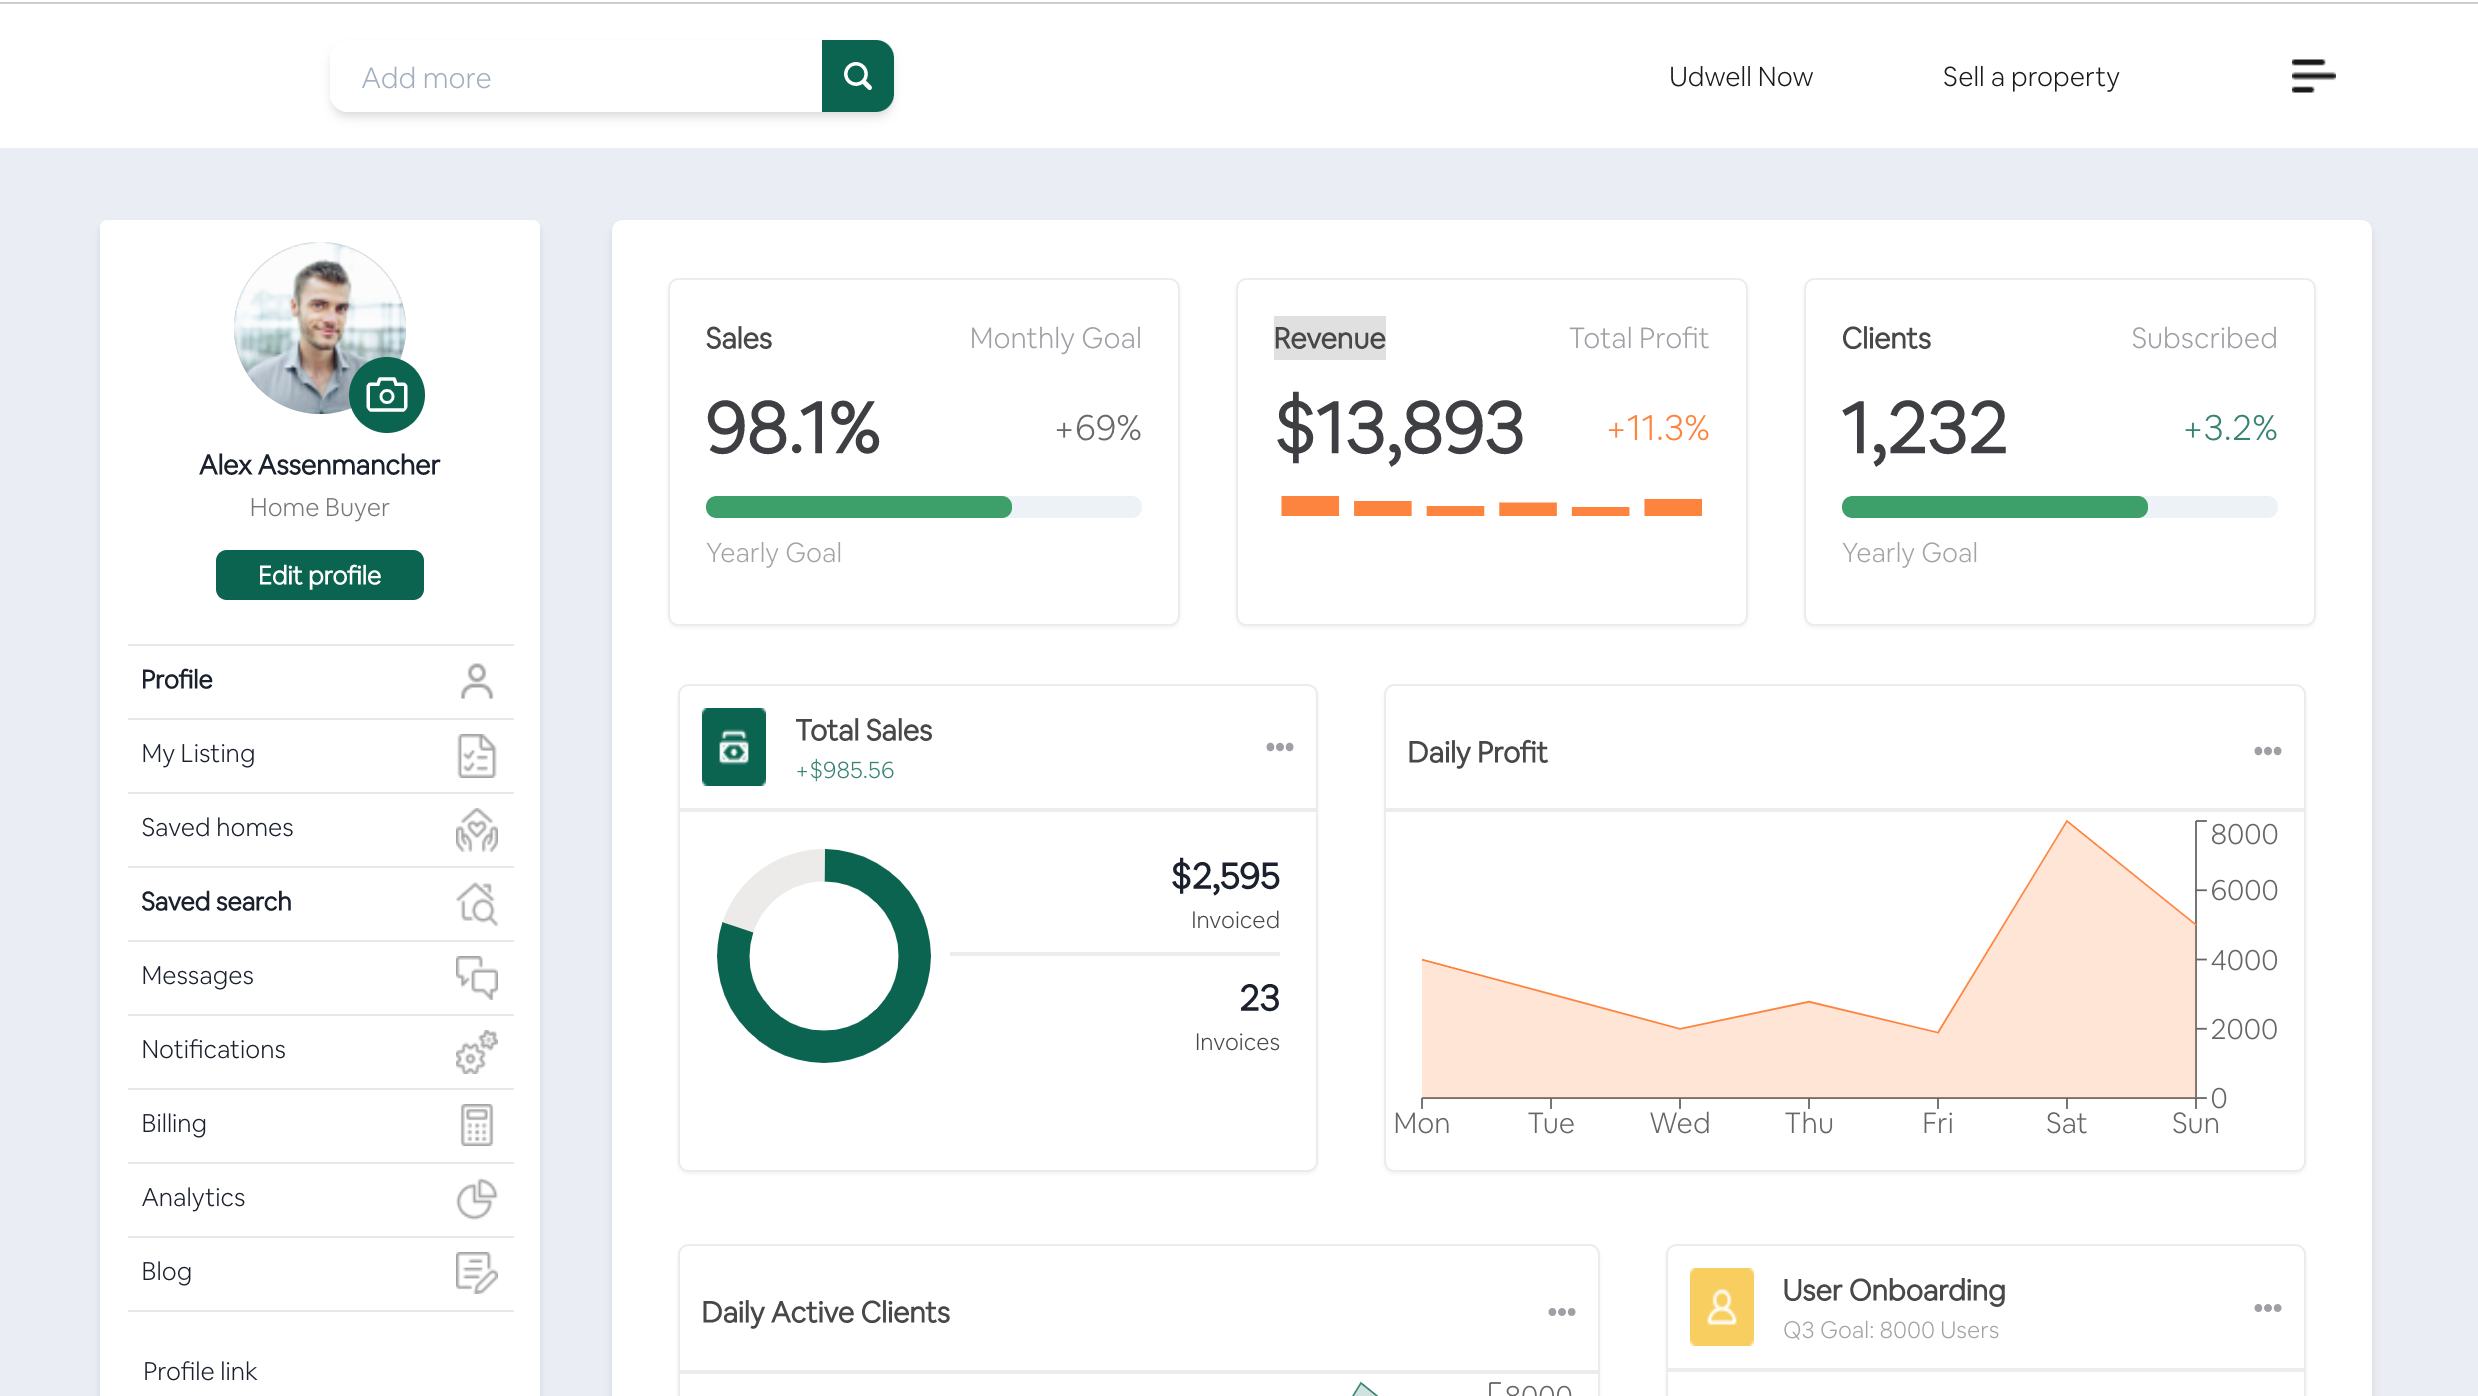 Add more
Udwell Now
Sell a property
Alex Assenmancher
Home Buyer
Edit profile
Profile
My Listing
Saved homes
Saved search
Messages
Notifications
Billing
Analytics
Blog
Profile link
Sales
Monthly Goal
98.1%
+69%
Yearly Goal
Revenue
Total Profit
$13,893
+11.3%
Clients
Subscribed
1,232
+3.2%
Yearly Goal
Total Sales
+$985.56
$2,595
Invoiced
23
Invoices
Daily Profit
8000
6000
4000
2000
0
Mon Tue Wed Thu Fri Sat Sun
Daily Active Clients
8000
User Onboarding
Q3 Goal: 8000 Users